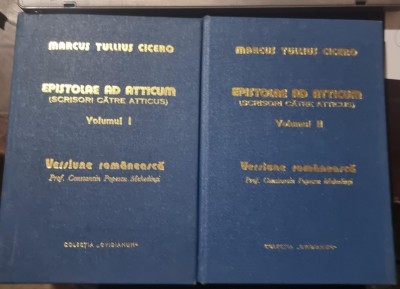 MARCUS TULLIUS CICERO
EPISTOLAE AD ATTICUM
(SCRISORI CĂTRE ATTICUS)
Volumul I
Versiune românească
Prof. Constantin Popescu Mehedinţi
COLECŢIA „OVIDIANUM"
MARCUS TULLIUS CICERO
EPISTOLAE AD ATTICUM
(SCRISORI CĂTRE ATTICUS)
Volumul II
Versiune românească
Prof. Constantin Popescu Mehedinţi
COLECŢIA „OVIDIANUM"